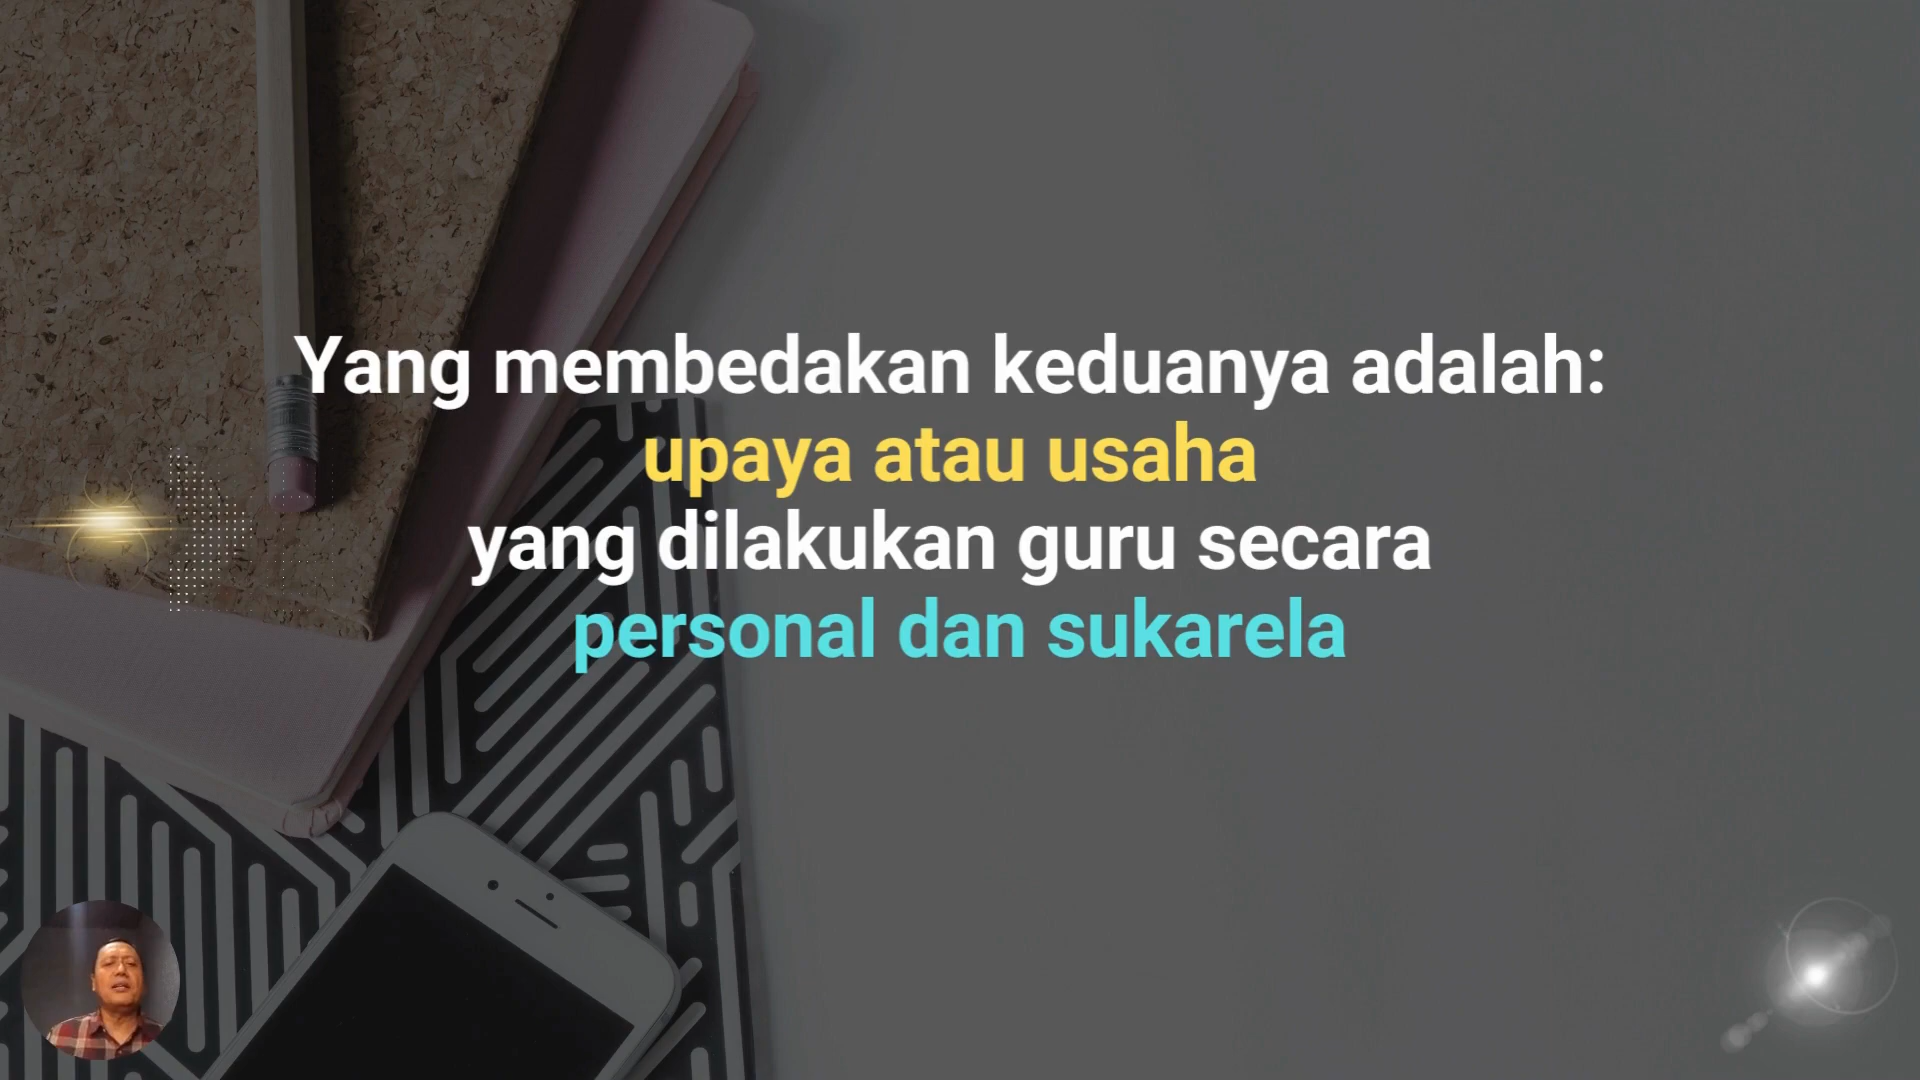 Yang membedakan keduanya adalah:
upaya atau usaha
yang dilakukan guru secara
personal dan sukarela